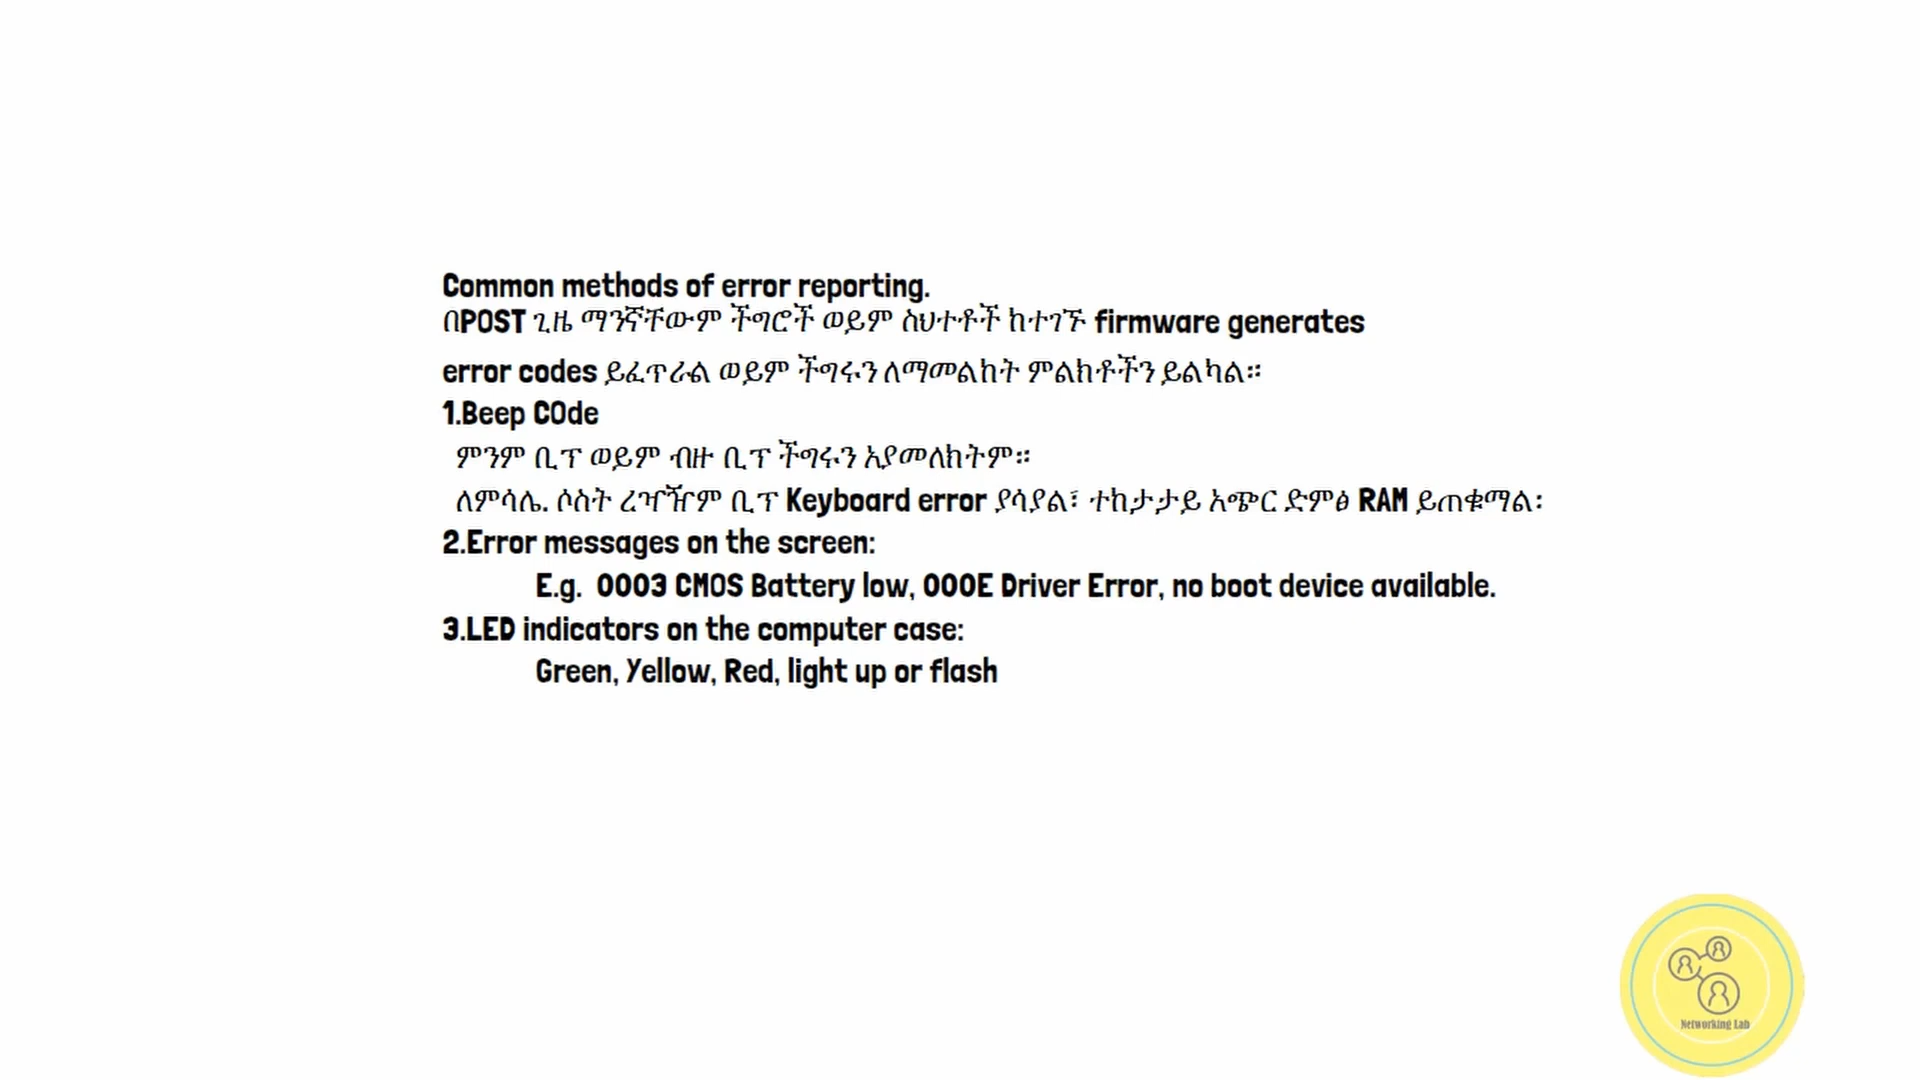 Common methods of error reporting.
በPOST ጊዜ ማንኛቸውም ችግሮች ወይም ስህተቶች ከተገኙ firmware generates
error codes ይፈጥራል ወይም ችግሩን ለማመልከት ምልክቶችን ይልካል።
1.Beep COde
ምንም ቢፕ ወይም ብዙ ቢፕ ችግሩን አያመለክትም።
ለምሳሌ. ሶስት ረዣዥም ቢፕ Keyboard error ያሳያል፣ ተከታታይ አጭር ድምፅ RAM ይጠቁማል፡
2.Error messages on the screen:
E.g. 0003 CMOS Battery low, 000E Driver Error, no boot device available.
3.LED indicators on the computer case:
Green, Yellow, Red, light up or flash
Networking Lab